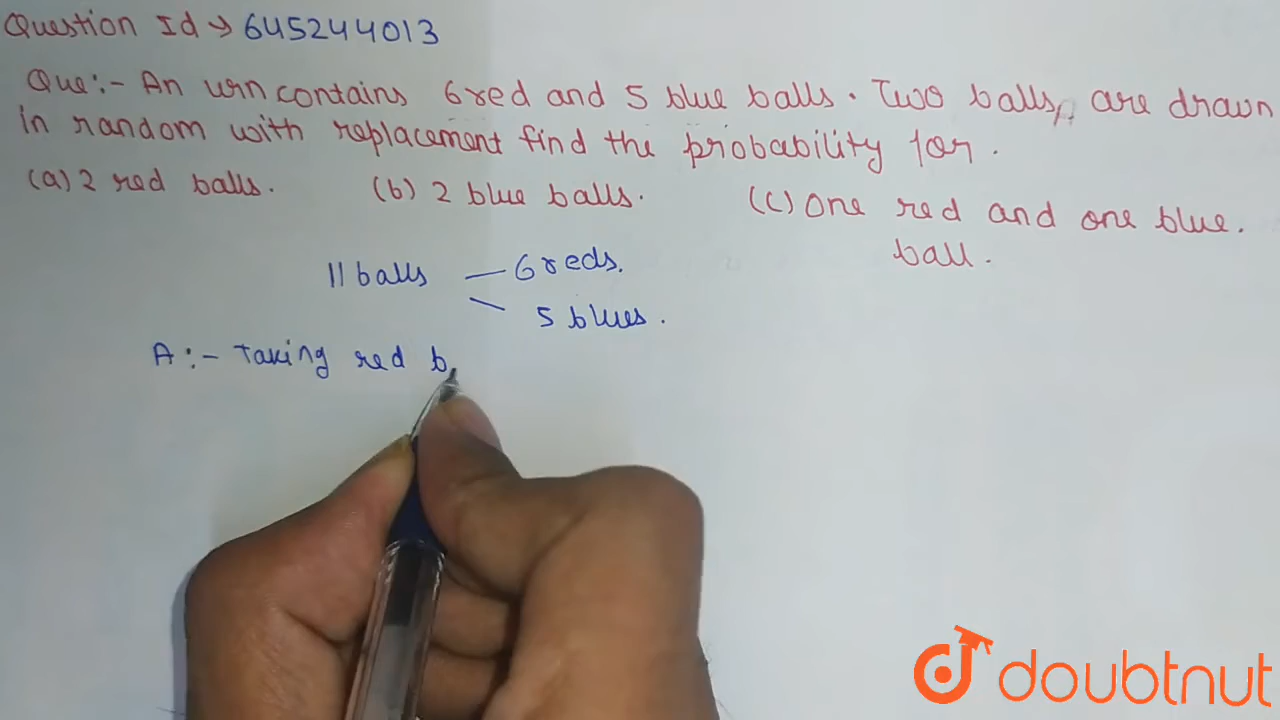 Question Id → 645244013
Que:- An urn contains 6 red and 5 blue balls. Two balls, are drawn
in random with replacement find the probability for.
(a) 2 red balls. (b) 2 blue balls. (c) One red and one blue.
ball.
11 balls — 6 reds.
5 blues.
A:- Taking red b
doubtnut